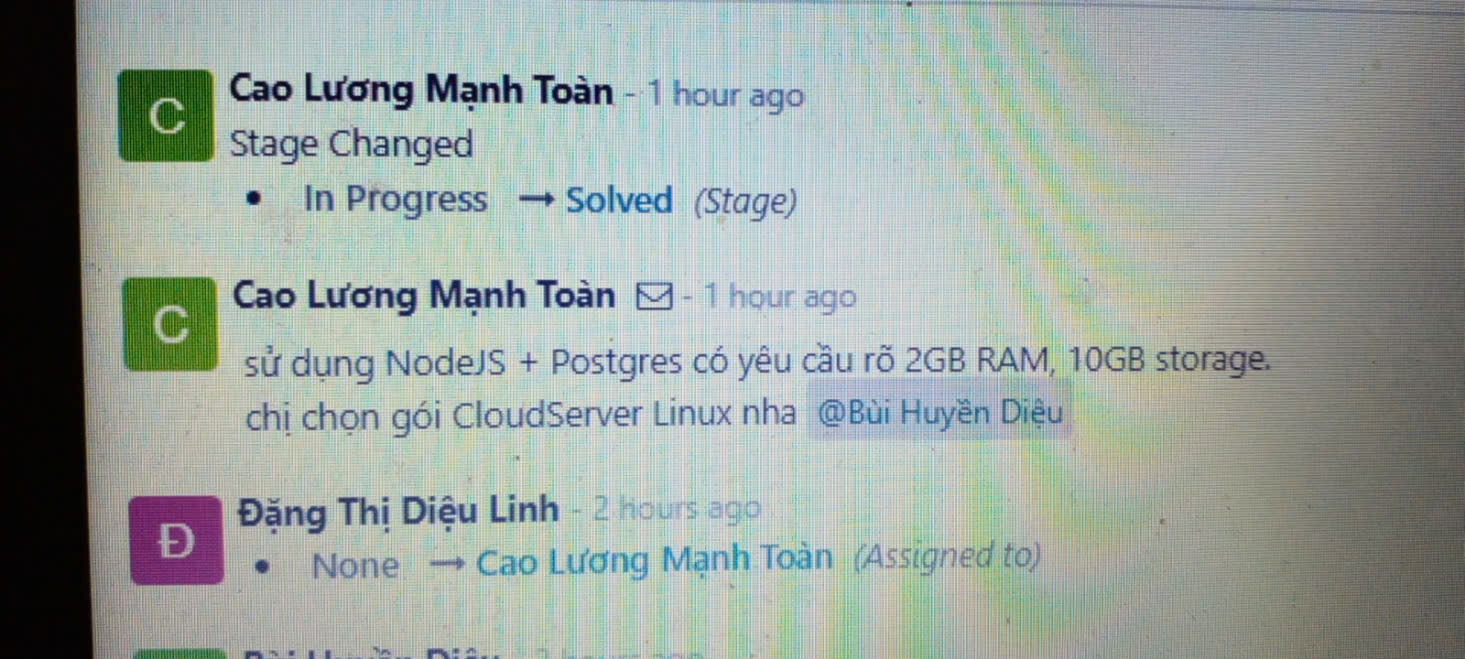 C
Cao Lương Mạnh Toàn - 1 hour ago
Stage Changed
• In Progress → Solved (Stage)
C
Cao Lương Mạnh Toàn - 1 hour ago
sử dụng NodeJS + Postgres có yêu cầu rõ 2GB RAM, 10GB storage.
chị chọn gói CloudServer Linux nha @Bùi Huyền Diệu
Đ
Đặng Thị Diệu Linh - 2 hours ago
• None → Cao Lương Mạnh Toàn (Assigned to)